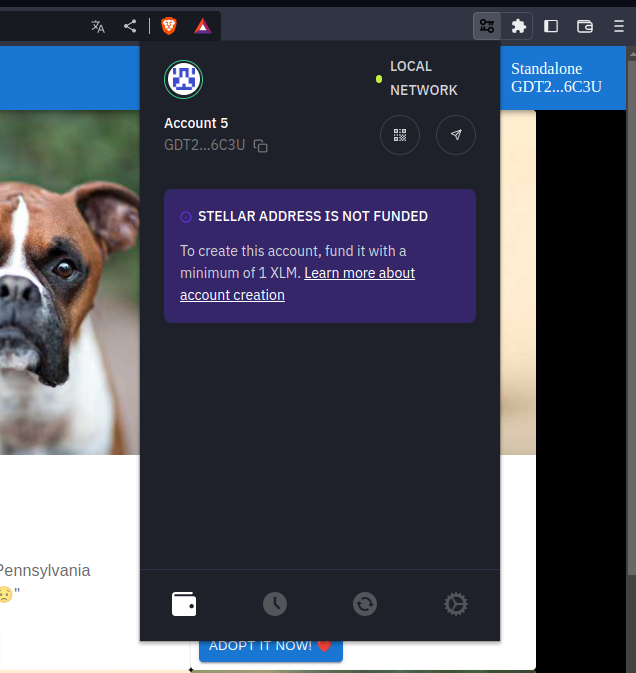 LOCAL
NETWORK
Standalone
GDT2...6C3U
Account 5
GDT2...6C3U
STELLAR ADDRESS IS NOT FUNDED
To create this account, fund it with a
minimum of 1 XLM. Learn more about
account creation
Pennsylvania
😟"
ADOPT IT NOW! ❤️